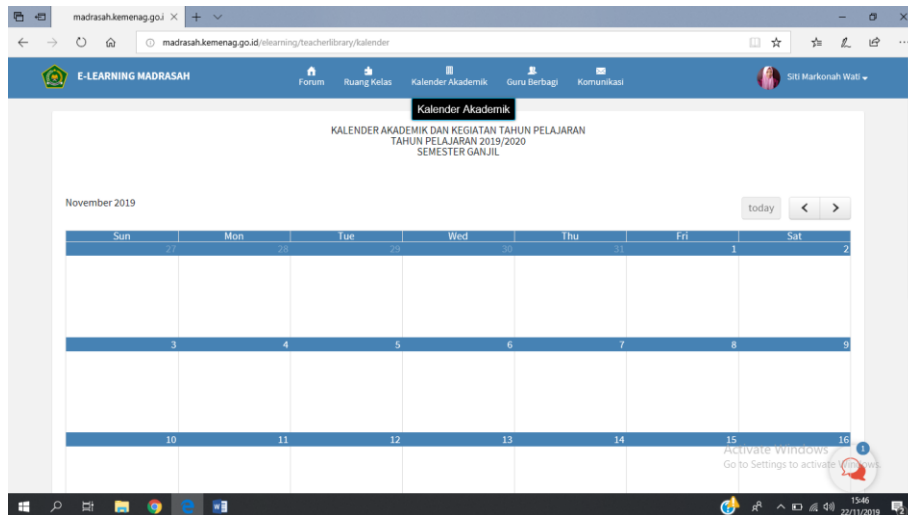 madrasah.kemenag.go.i
madrasah.kemenag.go.id/elearning/teacherlibrary/kalender
E-LEARNING MADRASAH
Forum Ruang Kelas Kalender Akademik Guru Berbagi Komunikasi
Siti Markonah Wati
Kalender Akademik
KALENDER AKADEMIK DAN KEGIATAN TAHUN PELAJARAN
TAHUN PELAJARAN 2019/2020
SEMESTER GANJIL
November 2019
today
Sun Mon Tue Wed Thu Fri Sat
27 28 29 30 31 1 2
3 4 5 6 7 8 9
10 11 12 13 14 15 16
Activate Windows
Go to Settings to activate Windows.
1
15:46
22/11/2019